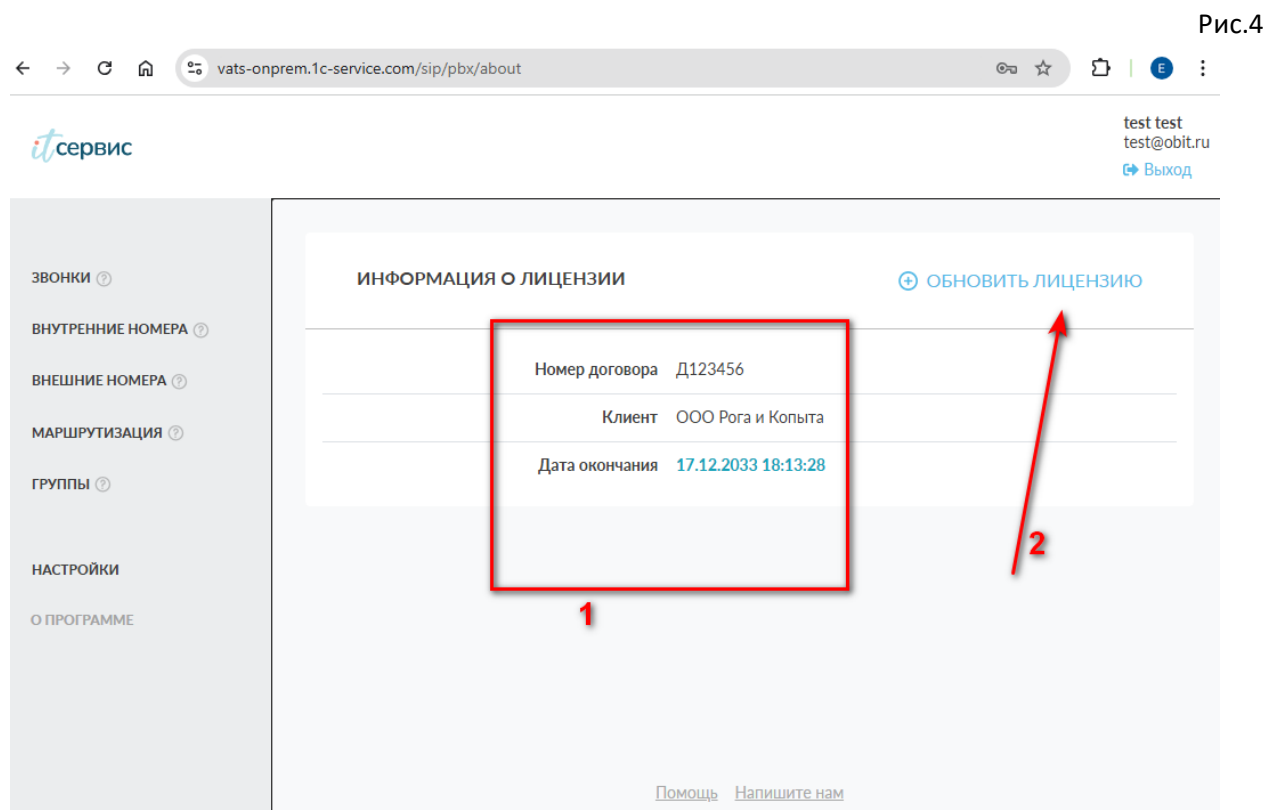 Рис.4
vats-onprem.1c-service.com/sip/pbx/about
E
itсервис
test test
test@obit.ru
Выход
ЗВОНКИ ?
ВНУТРЕННИЕ НОМЕРА ?
ВНЕШНИЕ НОМЕРА ?
МАРШРУТИЗАЦИЯ ?
ГРУППЫ ?
НАСТРОЙКИ
О ПРОГРАММЕ
ИНФОРМАЦИЯ О ЛИЦЕНЗИИ
ОБНОВИТЬ ЛИЦЕНЗИЮ
Номер договора Д123456
Клиент ООО Рога и Копыта
Дата окончания 17.12.2033 18:13:28
1
2
Помощь Напишите нам